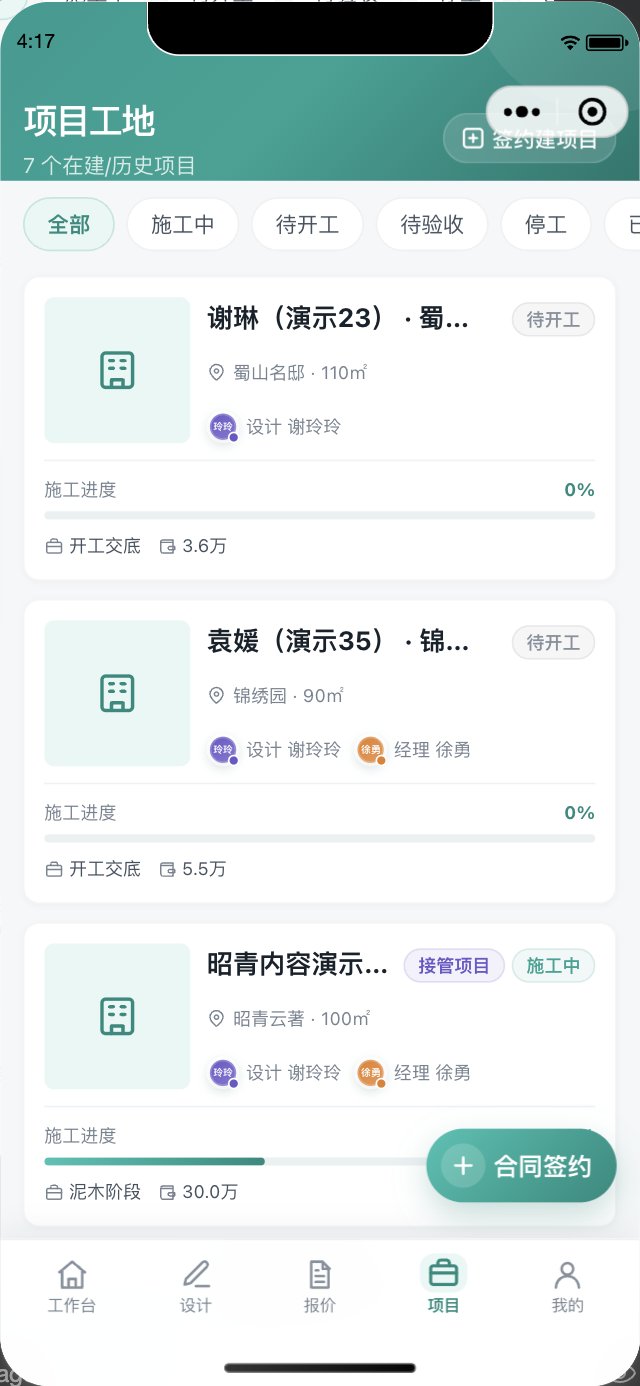 4:17
项目工地
签约建项目
7 个在建/历史项目
全部
施工中
待开工
待验收
停工
谢琳（演示23） · 蜀...
待开工
蜀山名邸 · 110㎡
玲玲 设计 谢玲玲
施工进度
0%
开工交底 3.6万
袁媛（演示35） · 锦...
待开工
锦绣园 · 90㎡
玲玲 设计 谢玲玲 徐勇 经理 徐勇
施工进度
0%
开工交底 5.5万
昭青内容演示...
接管项目
施工中
昭青云著 · 100㎡
玲玲 设计 谢玲玲 徐勇 经理 徐勇
施工进度
泥木阶段 30.0万
合同签约
工作台
设计
报价
项目
我的